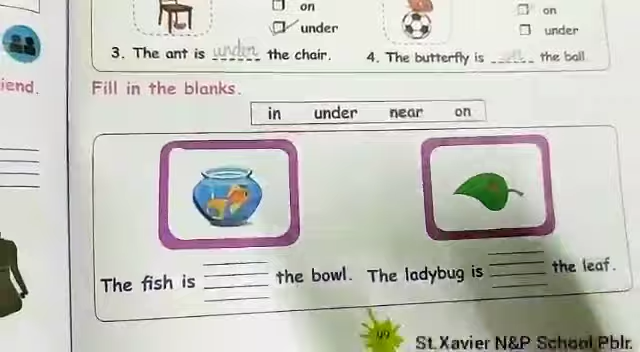 on
on
under
under
3. The ant is under the chair. 4. The butterfly is the ball
iend.
Fill in the blanks.
in under near on
The fish is the bowl. The ladybug is the leaf.
49
St.Xavier N&P School Pblr.